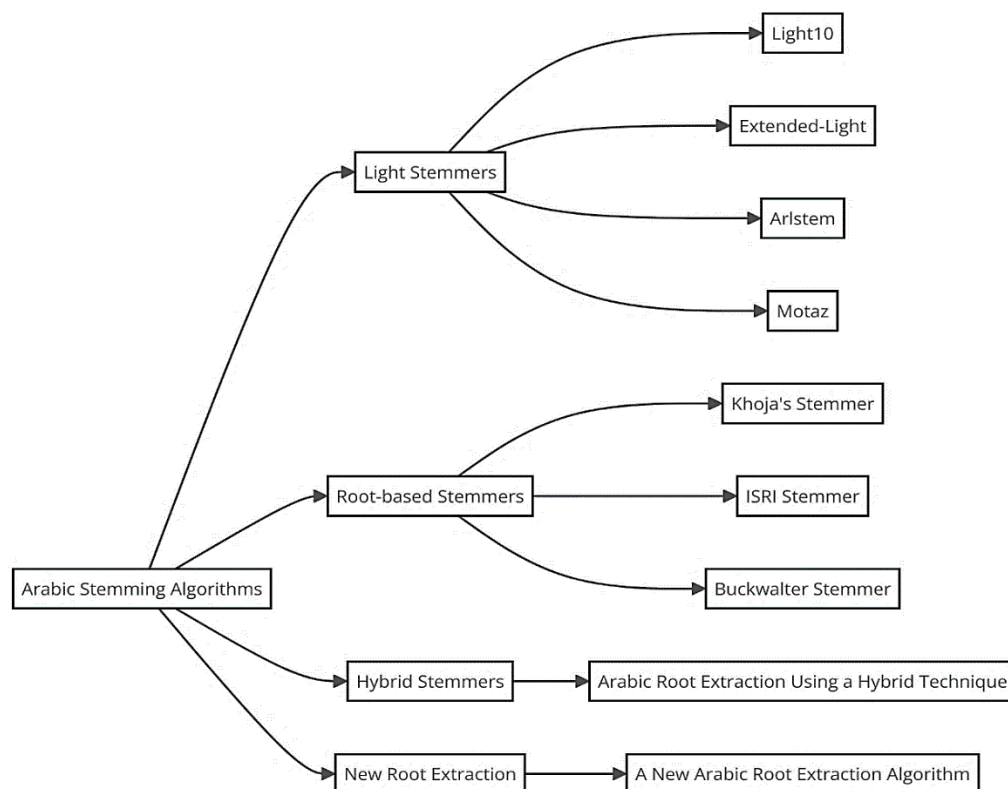 Light10
Extended-Light
Light Stemmers
Arlstem
Motaz
Khoja's Stemmer
Root-based Stemmers
ISRI Stemmer
Arabic Stemming Algorithms
Buckwalter Stemmer
Hybrid Stemmers
Arabic Root Extraction Using a Hybrid Technique
New Root Extraction
A New Arabic Root Extraction Algorithm